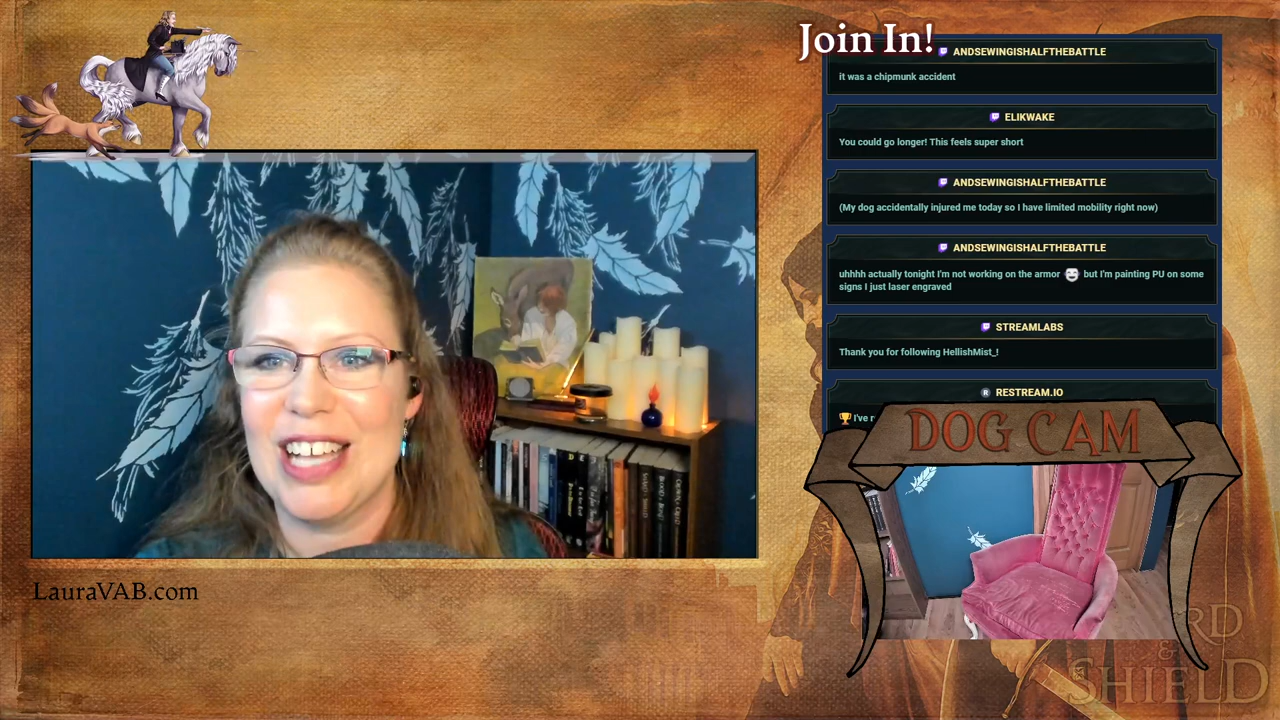 Join In!
ANDSEWINGISHALFTHEBATTLE
it was a chipmunk accident
ELIKWAKE
You could go longer! This feels super short
ANDSEWINGISHALFTHEBATTLE
(My dog accidentally injured me today so I have limited mobility right now)
ANDSEWINGISHALFTHEBATTLE
uhhhh actually tonight I'm not working on the armor but I'm painting PU on some
signs I just laser engraved
STREAMLABS
Thank you for following HellishMist_!
RESTREAM.IO
I've
DOG CAM
LauraVAB.com
&
SHIELD